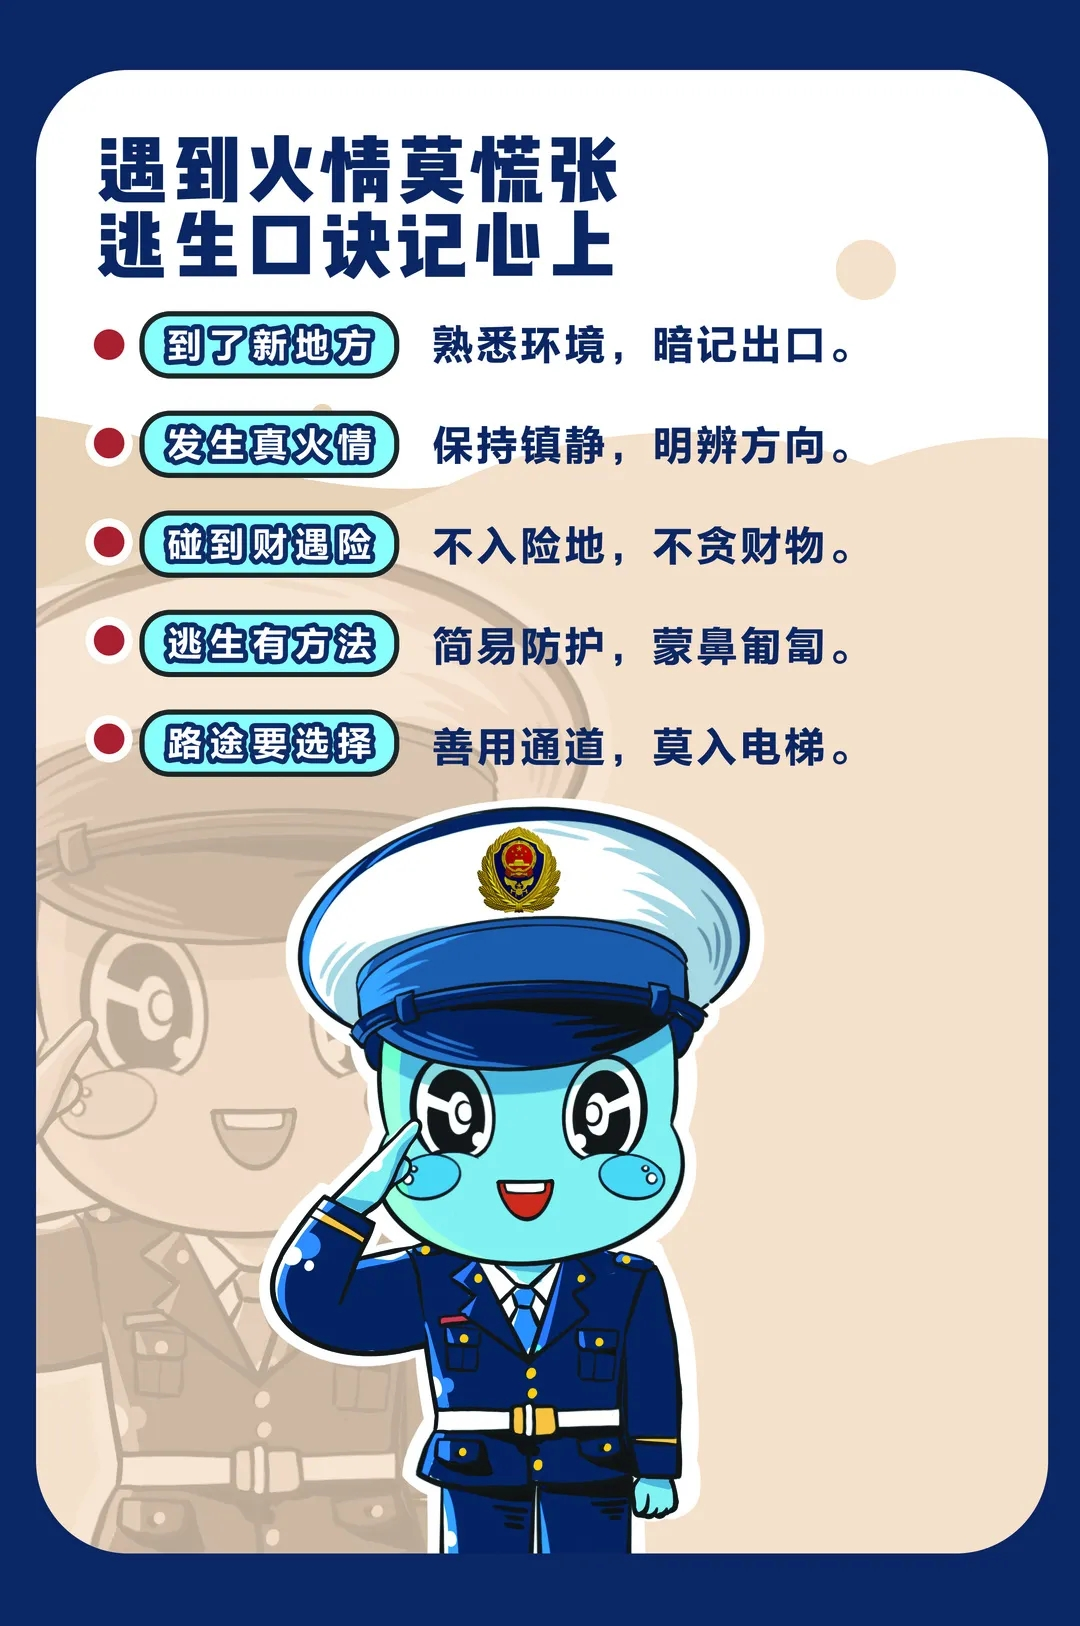 遇到火情莫慌张
逃生口诀记心上
到了新地方 熟悉环境，暗记出口。
发生真火情 保持镇静，明辨方向。
碰到财遇险 不入险地，不贪财物。
逃生有方法 简易防护，蒙鼻匍匐。
路途要选择 善用通道，莫入电梯。